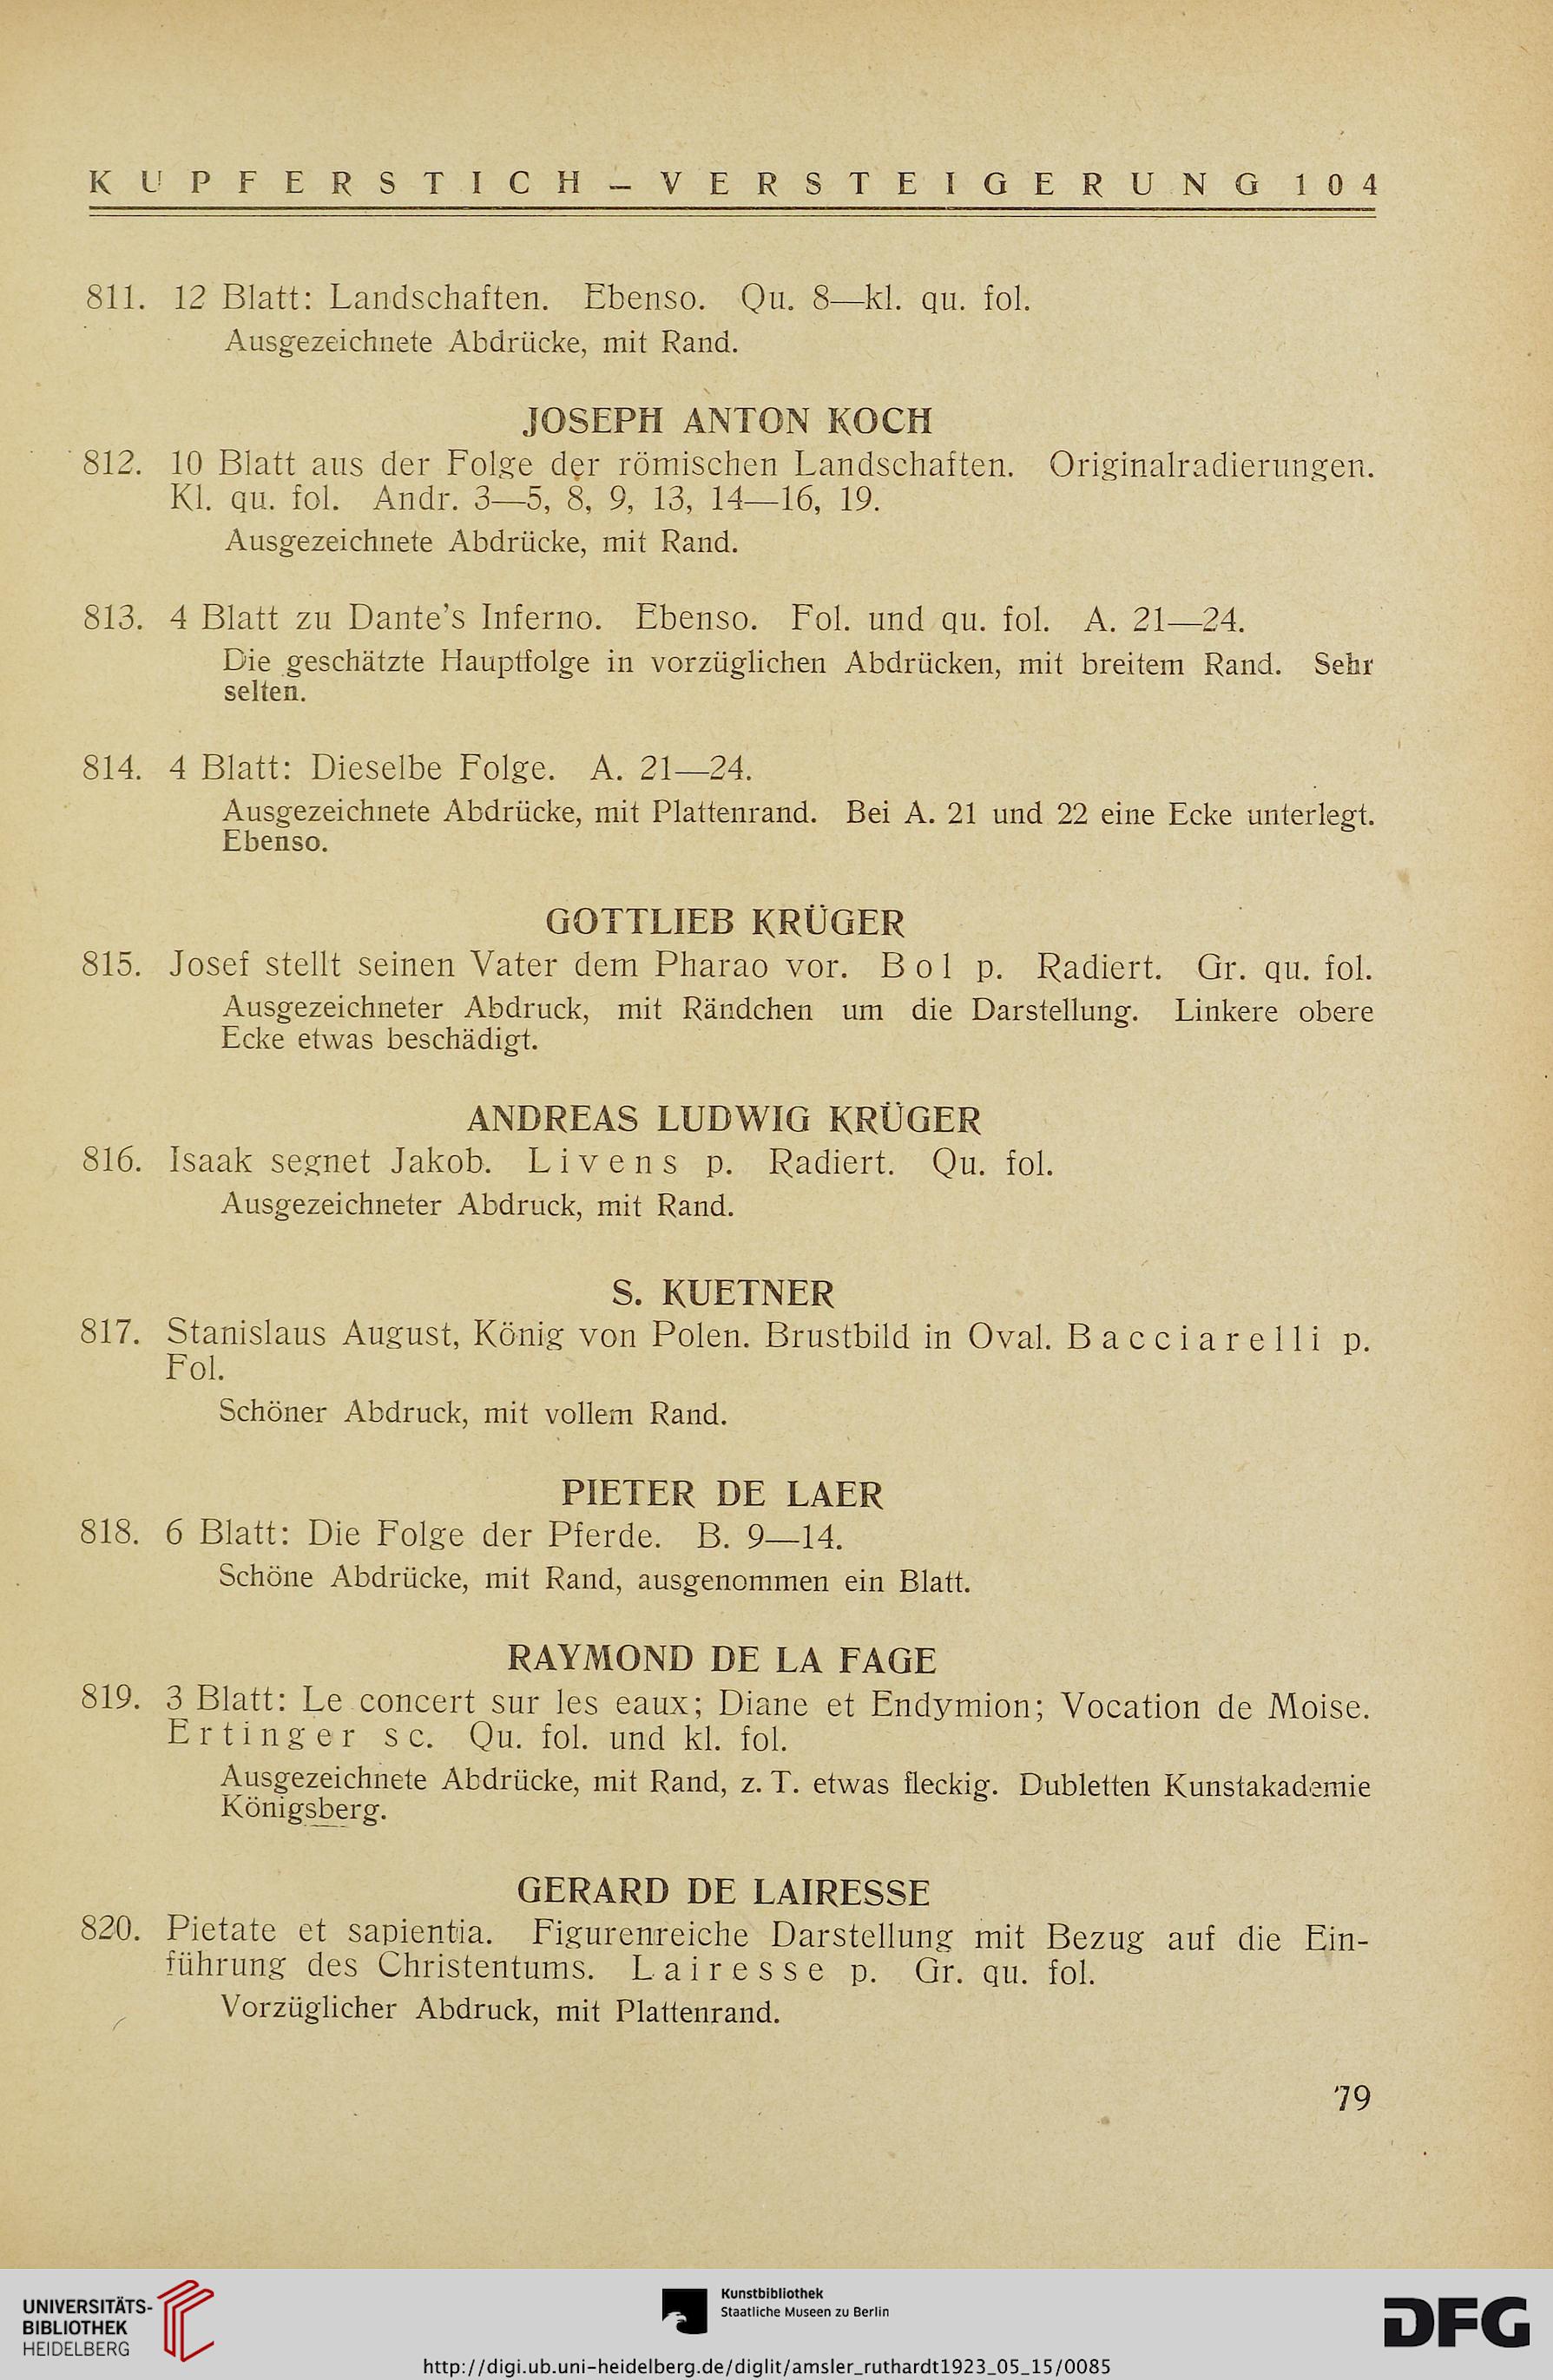 KUPFERSTICH – VERSTEIGERUNG 104
811. 12 Blatt: Landschaften. Ebenso. Qu. 8—kl. qu. fol.
Ausgezeichnete Abdrücke, mit Rand.
JOSEPH ANTON KOCH
812. 10 Blatt aus der Folge der römischen Landschaften. Originalradierungen.
Kl. qu. fol. Andr. 3—5, 8, 9, 13, 14—16, 19.
Ausgezeichnete Abdrücke, mit Rand.
813. 4 Blatt zu Dante's Inferno. Ebenso. Fol. und qu. fol. A. 21—24.
Die geschätzte Hauptfolge in vorzüglichen Abdrücken, mit breitem Rand. Sehr
selten.
814. 4 Blatt: Dieselbe Folge. A. 21—24.
Ausgezeichnete Abdrücke, mit Plattenrand. Bei A. 21 und 22 eine Ecke unterlegt.
Ebenso.
GOTTLIEB KRÜGER
815. Josef stellt seinen Vater dem Pharao vor. Bol p. Radiert. Gr. qu. fol.
Ausgezeichneter Abdruck, mit Rändchen um die Darstellung. Linkere obere
Ecke etwas beschädigt.
ANDREAS LUDWIG KRÜGER
816. Isaak segnet Jakob. Livens p. Radiert. Qu. fol.
Ausgezeichneter Abdruck, mit Rand.
S. KUETNER
817. Stanislaus August, König von Polen. Brustbild in Oval. Bacciarelli p.
Fol.
Schöner Abdruck, mit vollem Rand.
PIETER DE LAER
818. 6 Blatt: Die Folge der Pferde. B. 9—14.
Schöne Abdrücke, mit Rand, ausgenommen ein Blatt.
RAYMOND DE LA FAGE
819. 3 Blatt: Le concert sur les eaux; Diane et Endymion; Vocation de Moise.
Ertinger sc. Qu. fol. und kl. fol.
Ausgezeichnete Abdrücke, mit Rand, z. T. etwas fleckig. Dubletten Kunstakademie
Königsberg.
GERARD DE LAIRESSE
820. Pietate et sapientia. Figurenreiche Darstellung mit Bezug auf die Ein-
führung des Christentums. Lairesse p. Gr. qu. fol.
Vorzüglicher Abdruck, mit Plattenrand.
79
UNIVERSITÄTS-
BIBLIOTHEK
HEIDELBERG
Kunstbibliothek
Staatliche Museen zu Berlin
DFG
http://digi.ub.uni-heidelberg.de/diglit/amsler_ruthardt1923_05_15/0085